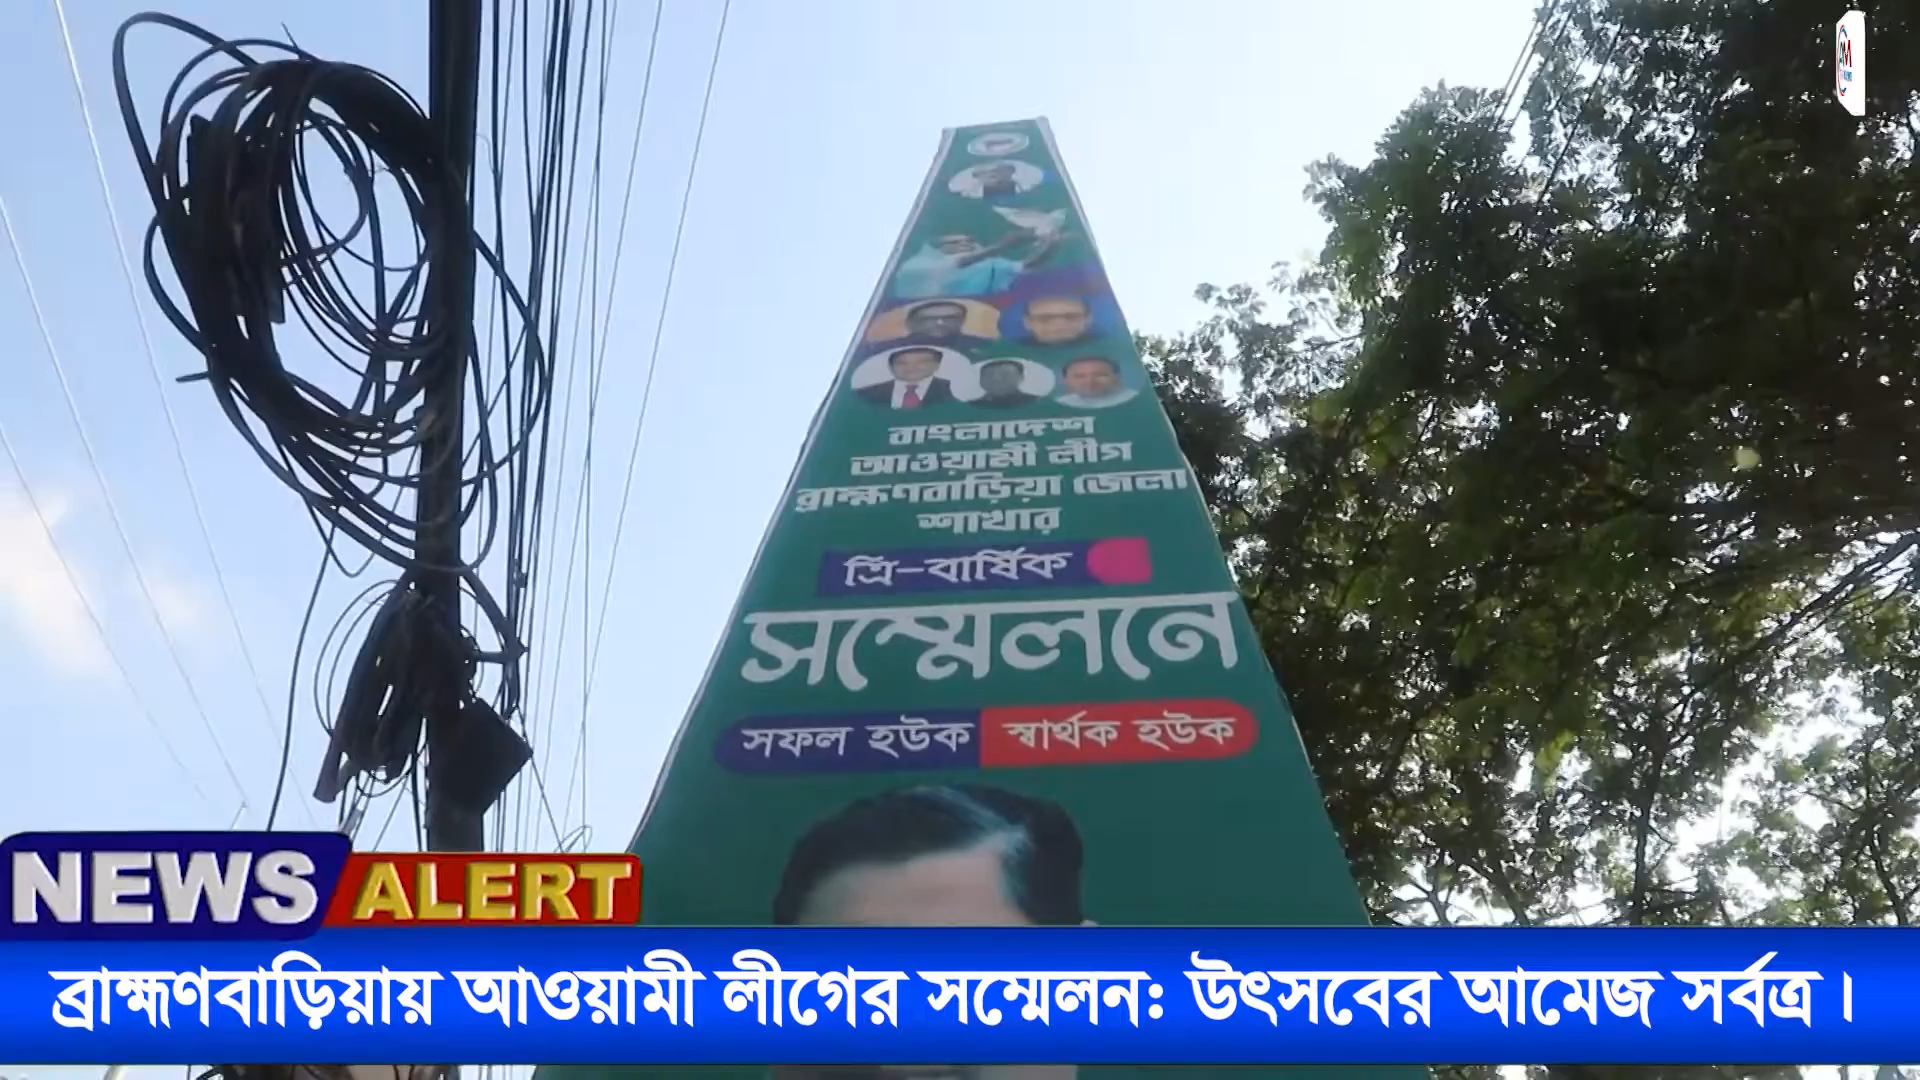 বাংলাদেশ
আওয়ামী লীগ
ব্রাহ্মণবাড়িয়া জেলা
শাখার
ত্রি-বার্ষিক
সম্মেলনে
সফল হউক স্বার্থক হউক
NEWS ALERT
ব্রাহ্মণবাড়িয়ায় আওয়ামী লীগের সম্মেলন: উৎসবের আমেজ সর্বত্র।